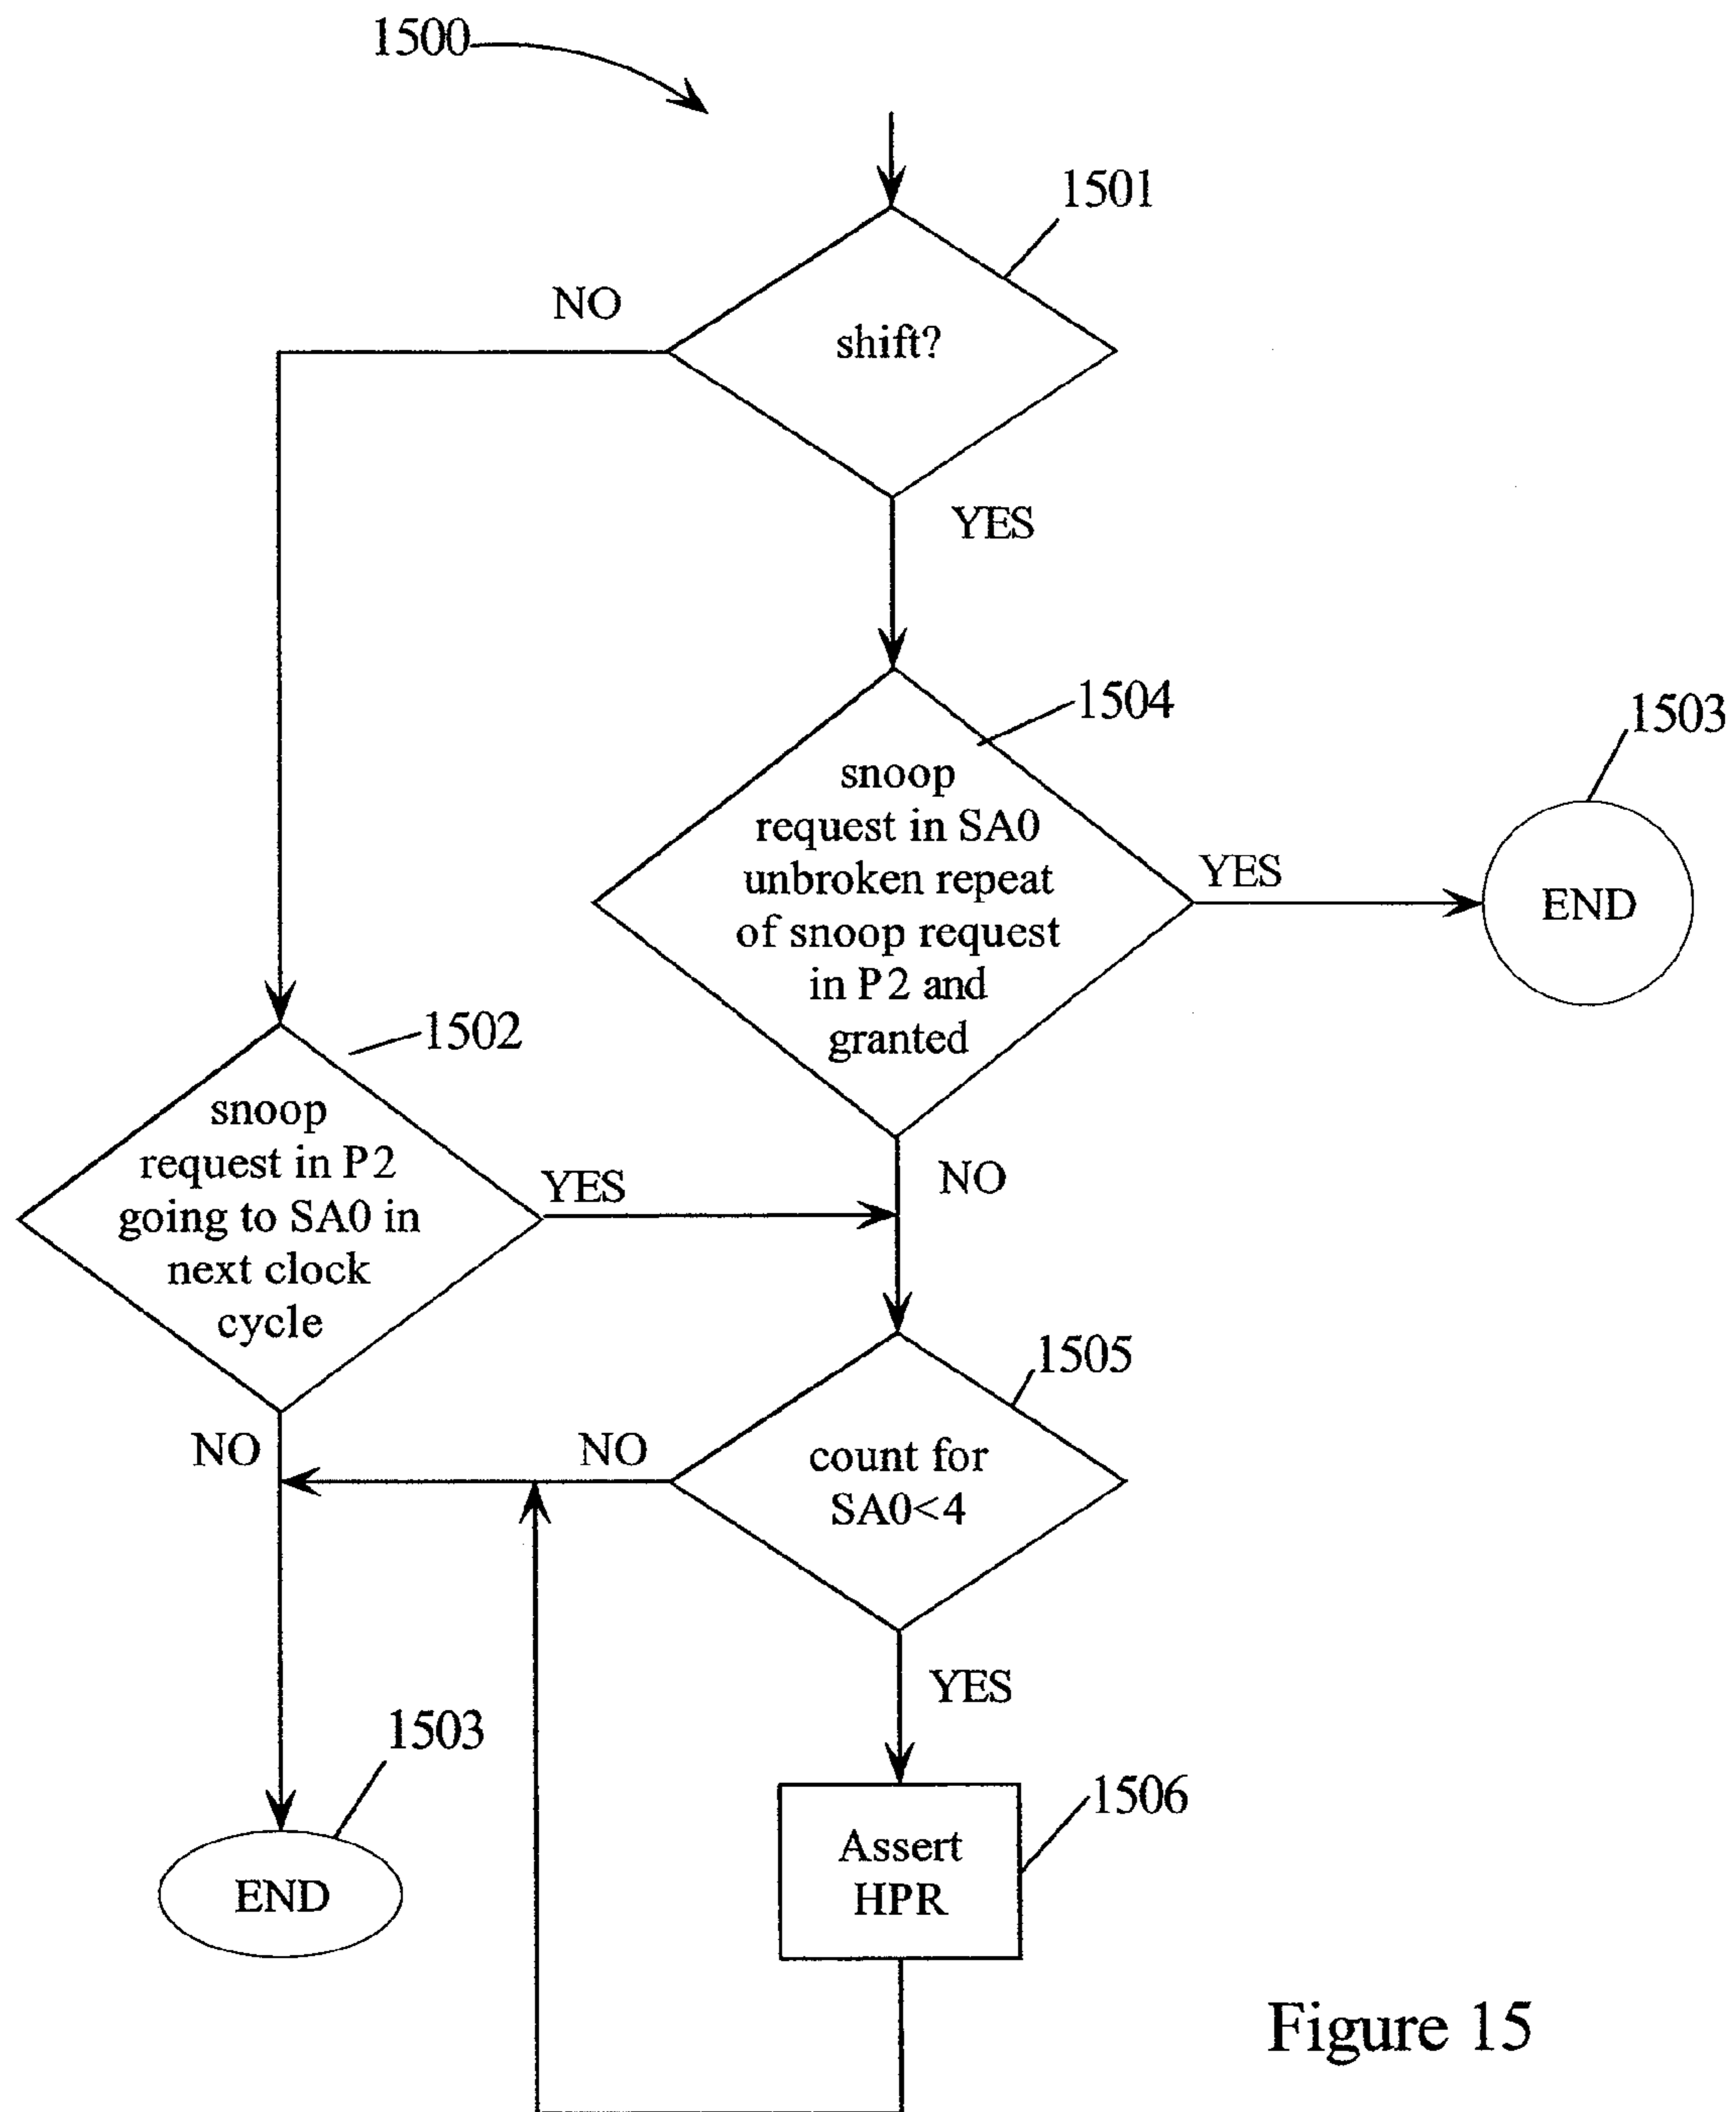 1500
1501
NO
shift?
YES
1504
1503
snoop
request in SA0
unbroken repeat
of snoop request
in P2 and
granted
YES
END
1502
snoop
request in P2
going to SA0 in
next clock
cycle
YES
NO
1505
NO
NO
count for
SA0<4
YES
1503
1506
Assert
HPR
END
Figure 15